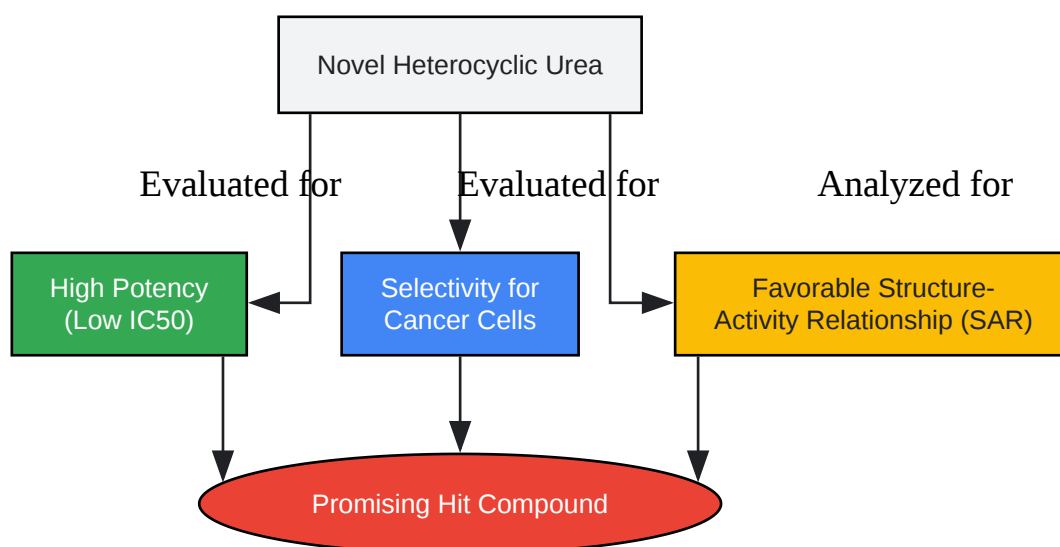 Novel Heterocyclic Urea
Evaluated for
Evaluated for
Analyzed for
High Potency
(Low IC50)
Selectivity for
Cancer Cells
Favorable Structure-
Activity Relationship (SAR)
Promising Hit Compound